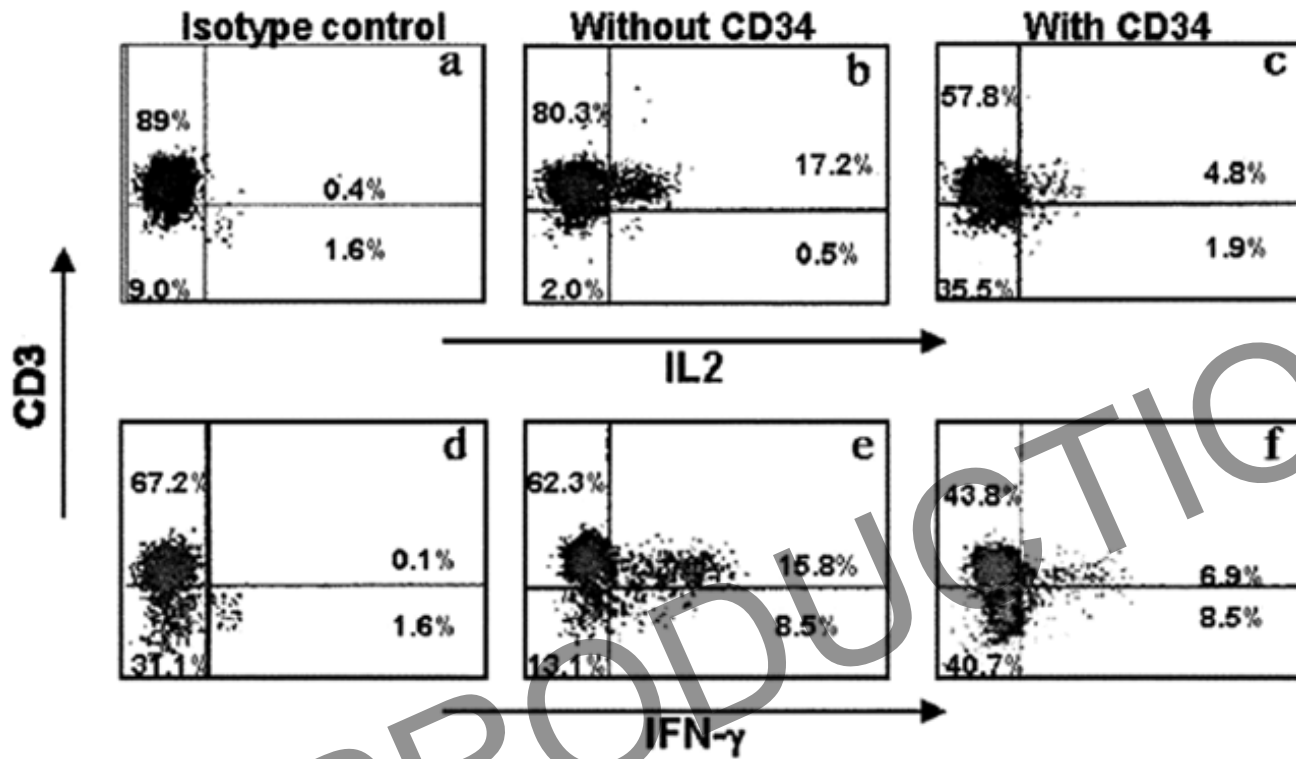 Isotype control Without CD34 With CD34
a b c
89% 80.3% 57.8%
0.4% 17.2% 4.8%
1.6% 0.5% 1.9%
9.0% 2.0% 35.5%
CD3
IL2
d e f
67.2% 62.3% 43.8%
0.1% 15.8% 6.9%
1.6% 8.5% 8.5%
31.1% 13.1% 40.7%
IFN-γ
PRODUCTIO